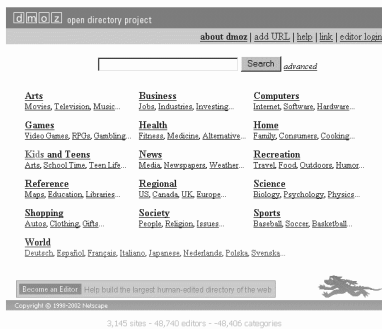 dmoz open directory project
about dmoz | add URL | help | link | editor login
Search advanced
Arts
Movies, Television, Music...
Business
Jobs, Industries, Investing...
Computers
Internet, Software, Hardware...
Games
Video Games, RPGs, Gambling...
Health
Fitness, Medicine, Alternative...
Home
Family, Consumers, Cooking...
Kids and Teens
Arts, School Time, Teen Life...
News
Media, Newspapers, Weather...
Recreation
Travel, Food, Outdoors, Humor...
Reference
Maps, Education, Libraries...
Regional
US, Canada, UK, Europe...
Science
Biology, Psychology, Physics...
Shopping
Autos, Clothing, Gifts...
Society
People, Religion, Issues...
Sports
Baseball, Soccer, Basketball...
World
Deutsch, Español, Français, Italiano, Japanese, Nederlands, Polska, Svenska...
Become an Editor Help build the largest human-edited directory of the web
Copyright © 1998-2002 Netscape
3,145 sites - 48,740 editors - -48,406 categories